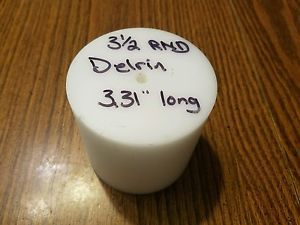 3½ RND
Delrin
3.31" long